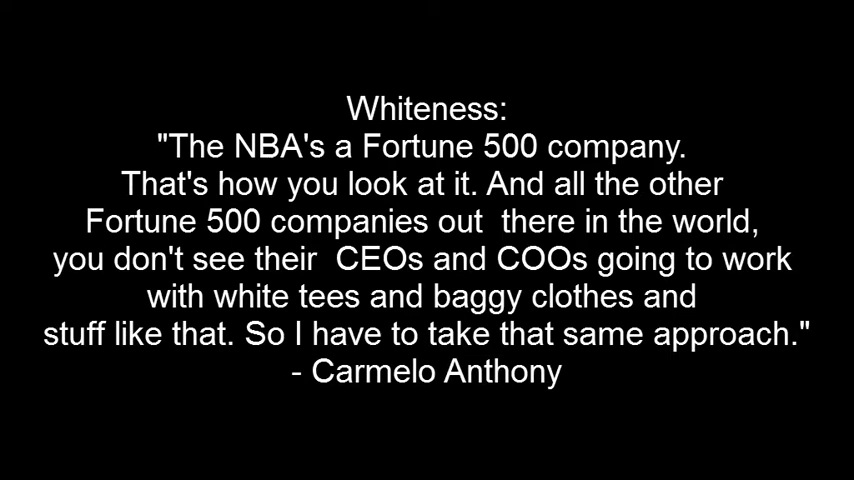 Whiteness:
"The NBA's a Fortune 500 company.
That's how you look at it. And all the other
Fortune 500 companies out  there in the world,
you don't see their  CEOs and COOs going to work
with white tees and baggy clothes and
stuff like that. So I have to take that same approach."
- Carmelo Anthony